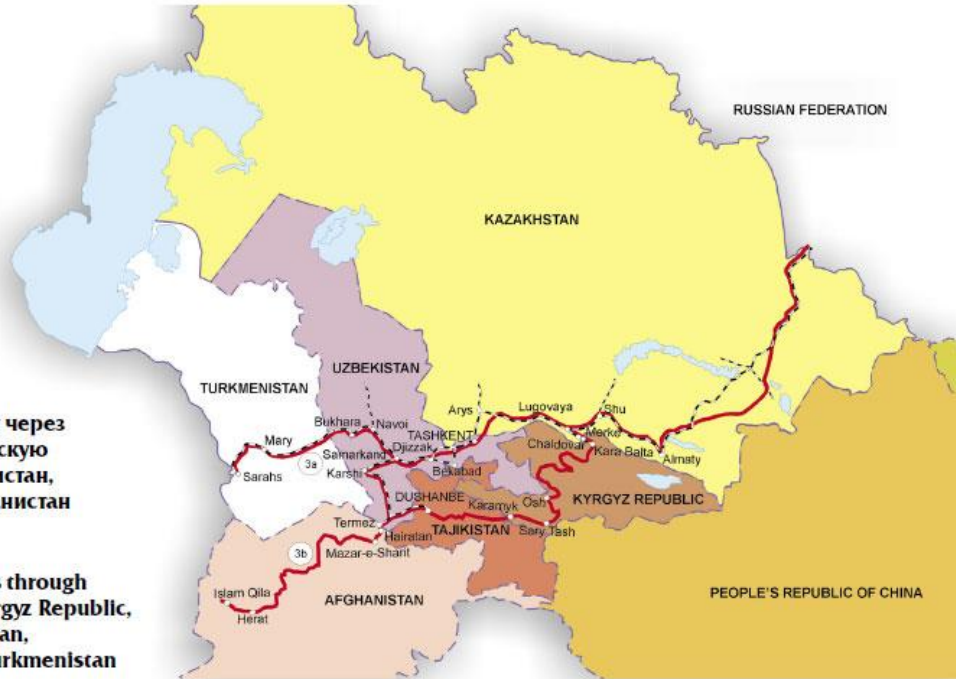 RUSSIAN FEDERATION
KAZAKHSTAN
UZBEKISTAN
TURKMENISTAN
Arys
Lugovaya
Shu
Bukhara
Navoi
TASHKENT
Merke
Chaldovar
Kara Balta
Almaty
Mary
Djizzak
Samarkand
3a
Sarahs
Karshi
Bekabad
DUSHANBE
Karamyk
Osh
KYRGYZ REPUBLIC
Termez
Hairatan
TAJIKISTAN
Sary Tash
3b
Mazar-e-Sharif
Islam Qila
AFGHANISTAN
Herat
PEOPLE'S REPUBLIC OF CHINA
через
скую
истан,
анистан
through
rgyz Republic,
an,
urkmenistan